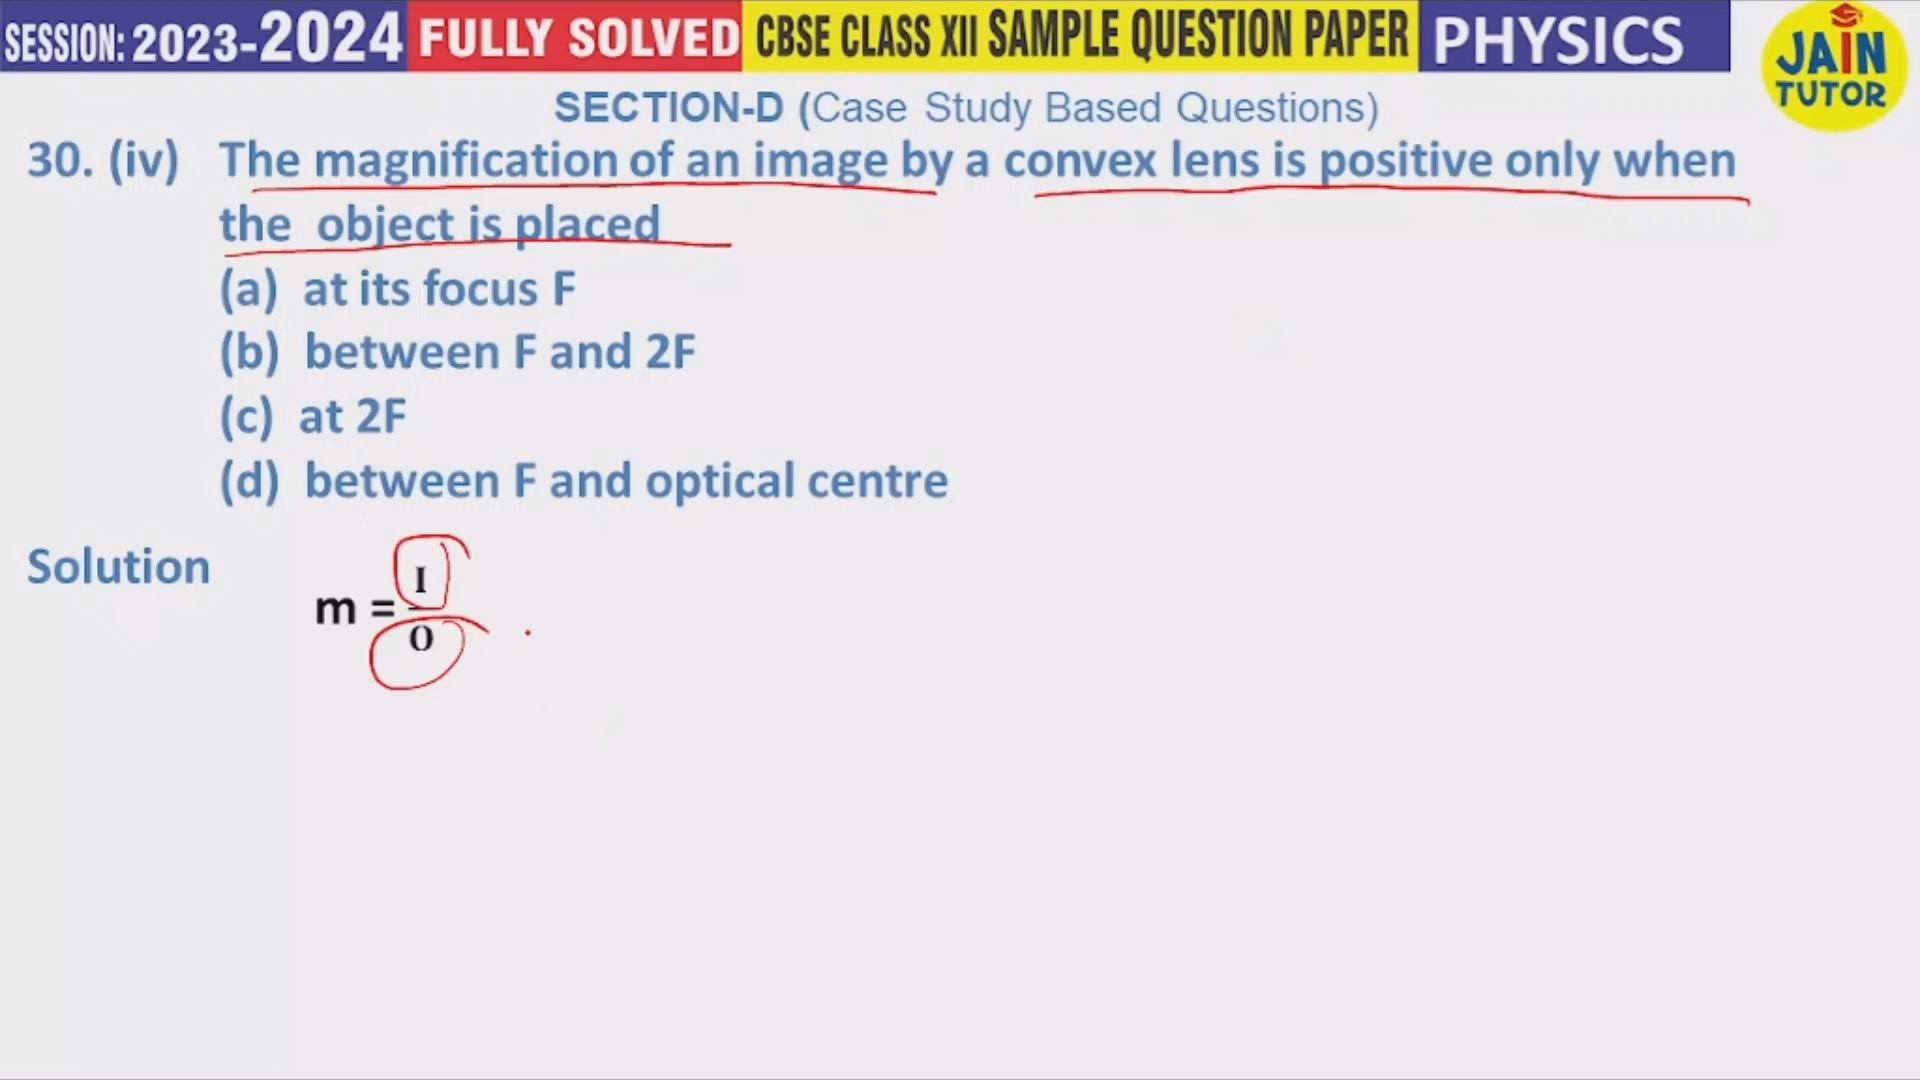 SESSION: 2023-2024 FULLY SOLVED CBSE CLASS XII SAMPLE QUESTION PAPER PHYSICS
JAIN
TUTOR
SECTION-D (Case Study Based Questions)
30. (iv) The magnification of an image by a convex lens is positive only when
the object is placed
(a) at its focus F
(b) between F and 2F
(c) at 2F
(d) between F and optical centre
Solution
m = I/O